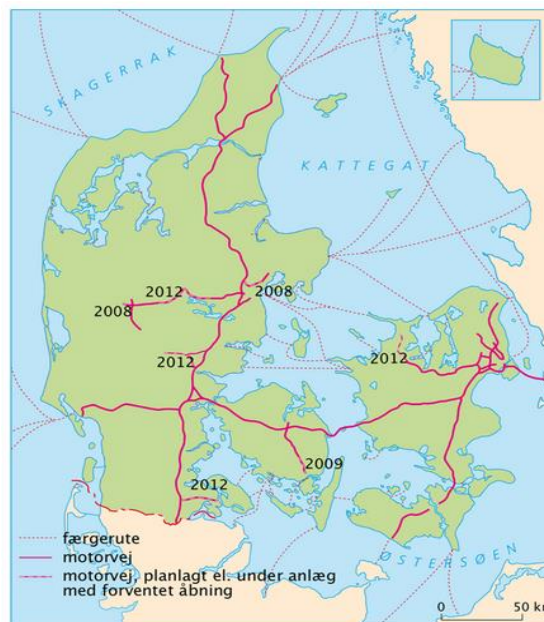 SKAGERRAK
KATTEGAT
2012
2008
2008
2012
2012
2009
2012
færgerute
motorvej
motorvej, planlagt el. under anlæg
med forventet åbning
ØSTERSØEN
0 50 km